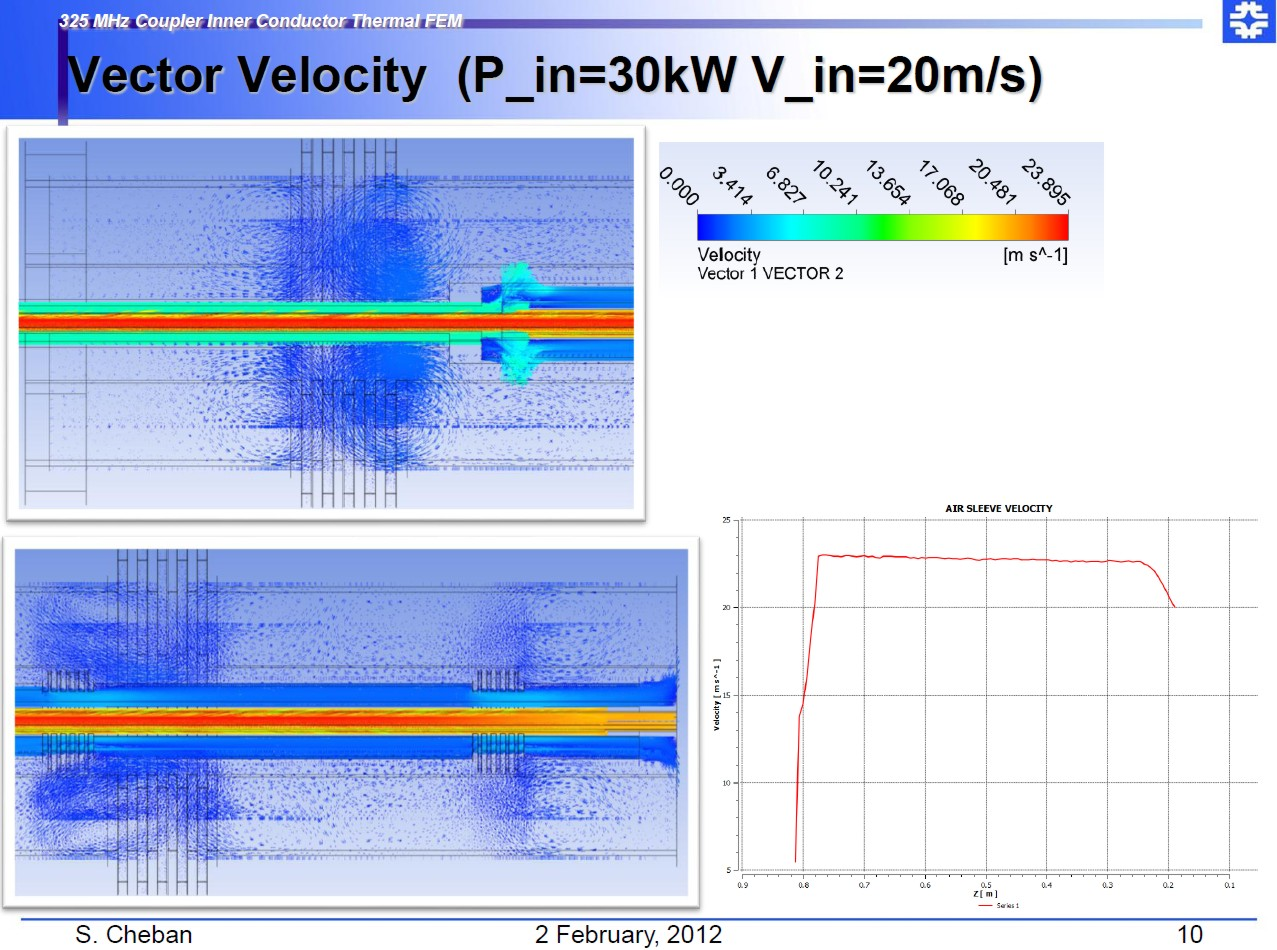 325 MHz Coupler Inner Conductor Thermal FEM
Vector Velocity (P_in=30kW V_in=20m/s)
0.000 3.414 6.827 10.241 13.654 17.068 20.481 23.895
Velocity [m s^-1]
Vector 1 VECTOR 2
AIR SLEEVE VELOCITY
25
20
15
10
5
Velocity [ m s^-1 ]
0.9 0.8 0.7 0.6 0.5 0.4 0.3 0.2 0.1
Z [ m ]
Series 1
S. Cheban 2 February, 2012 10